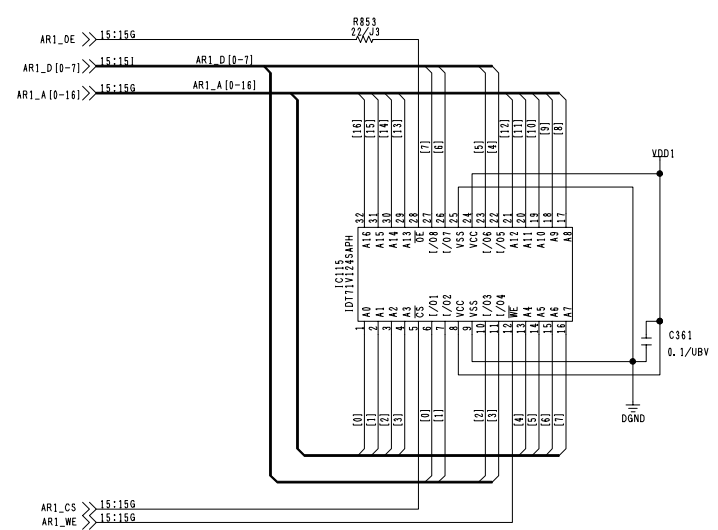 R853
22/J3
AR1_OE 15:15G
AR1_D[0-7] 15:15I AR1_D[0-7]
AR1_A[0-16] 15:15G AR1_A[0-16]
[16] [15] [14] [13] [7] [6] [5] [4] [12] [11] [10] [9] [8]
VDD1
32 31 30 29 28 27 26 25 24 23 22 21 20 19 18 17
A16 A15 A14 A13 OE I/O8 I/O7 VSS VCC I/O6 I/O5 A12 A11 A10 A9 A8
IC115
IDT71V124SAPH
A0 A1 A2 A3 CS I/O1 I/O2 VCC VSS I/O3 I/O4 WE A4 A5 A6 A7
1 2 3 4 5 6 7 8 9 10 11 12 13 14 15 16
C361
0.1/UBV
[0] [1] [2] [3] [0] [1] [2] [3] [4] [5] [6] [7]
DGND
AR1_CS 15:15G
AR1_WE 15:15G